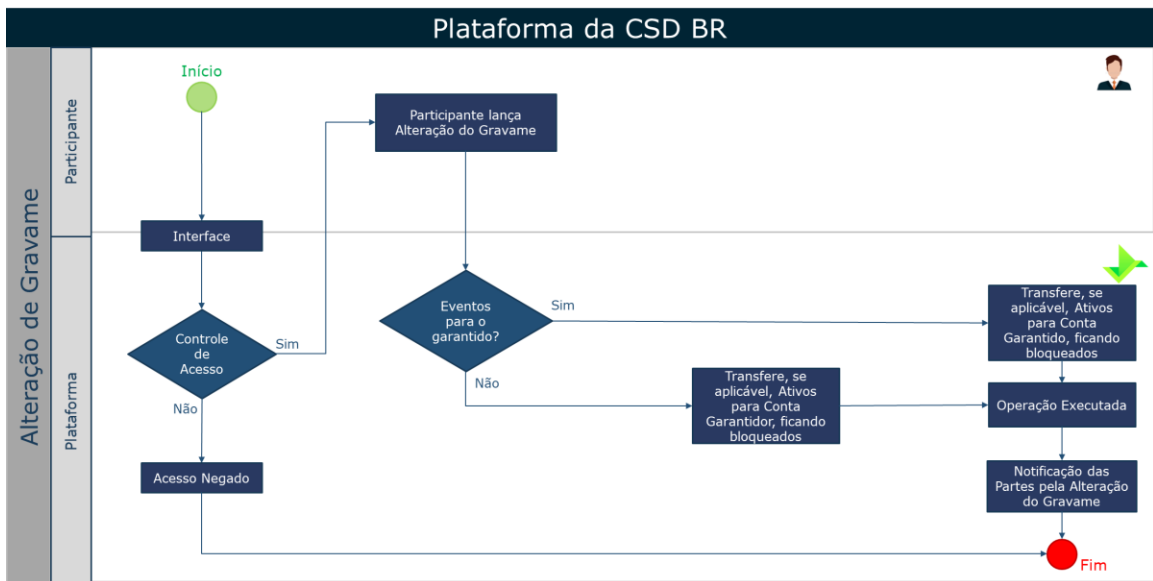 Plataforma da CSD BR
Alteração de Gravame
Participante
Plataforma
Início
Participante lança
Alteração do Gravame
Interface
Controle
de
Acesso
Sim
Não
Acesso Negado
Eventos
para o
garantido?
Sim
Não
Transfere, se
aplicável, Ativos
para Conta
Garantidor, ficando
bloqueados
Transfere, se
aplicável, Ativos
para Conta
Garantido, ficando
bloqueados
Operação Executada
Notificação das
Partes pela Alteração
do Gravame
Fim